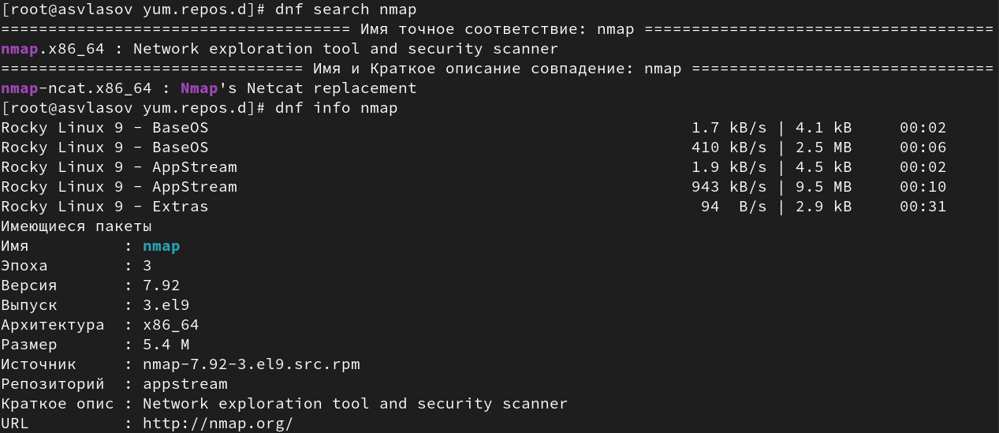 [root@asvlasov yum.repos.d]# dnf search nmap
===================================== Имя точное соответствие: nmap =====================================
nmap.x86_64 : Network exploration tool and security scanner
================================ Имя и Краткое описание совпадение: nmap ================================
nmap-ncat.x86_64 : Nmap's Netcat replacement
[root@asvlasov yum.repos.d]# dnf info nmap
Rocky Linux 9 - BaseOS                                                   1.7 kB/s | 4.1 kB     00:02
Rocky Linux 9 - BaseOS                                                   410 kB/s | 2.5 MB     00:06
Rocky Linux 9 - AppStream                                                1.9 kB/s | 4.5 kB     00:02
Rocky Linux 9 - AppStream                                                943 kB/s | 9.5 MB     00:10
Rocky Linux 9 - Extras                                                    94  B/s | 2.9 kB     00:31
Имеющиеся пакеты
Имя          : nmap
Эпоха        : 3
Версия       : 7.92
Выпуск       : 3.el9
Архитектура  : x86_64
Размер       : 5.4 M
Источник     : nmap-7.92-3.el9.src.rpm
Репозиторий  : appstream
Краткое опис : Network exploration tool and security scanner
URL          : http://nmap.org/